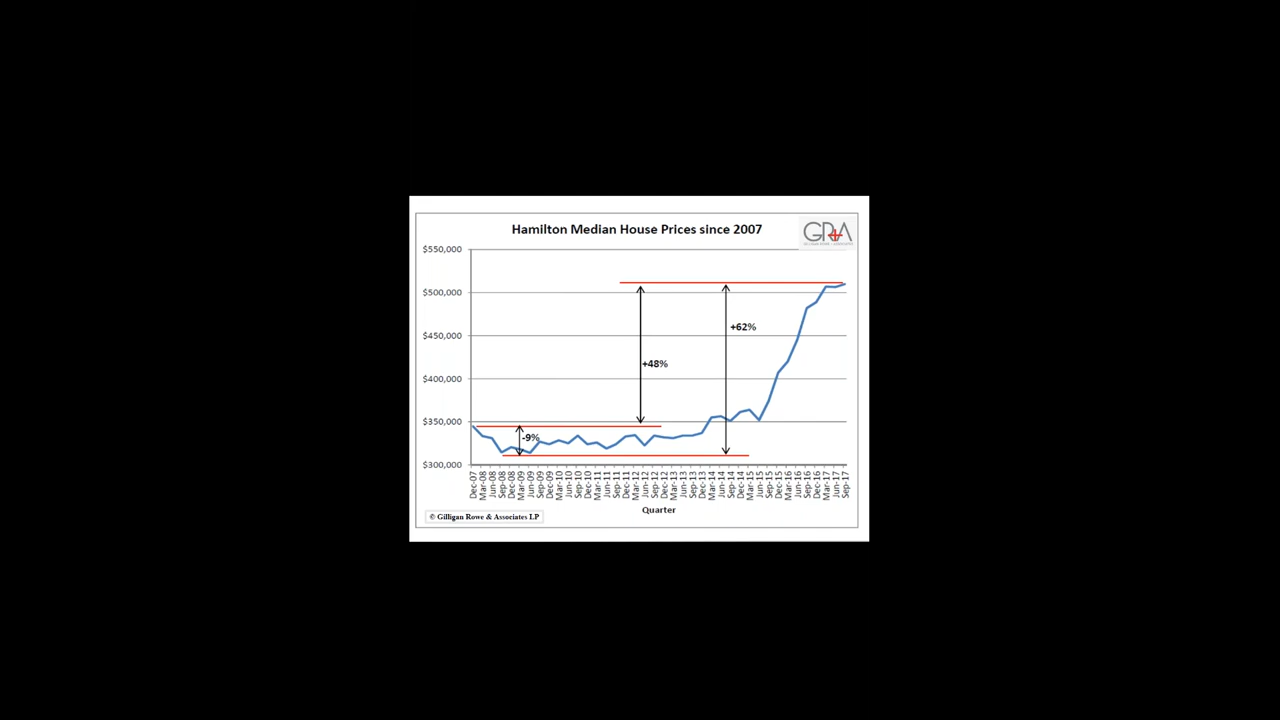 Hamilton Median House Prices since 2007
GRA
$550,000
$500,000
$450,000
$400,000
$350,000
$300,000
+62%
+48%
-9%
Dec-07
Mar-08
Jun-08
Sep-08
Dec-08
Mar-09
Jun-09
Sep-09
Dec-09
Mar-10
Jun-10
Sep-10
Dec-10
Mar-11
Jun-11
Sep-11
Dec-11
Mar-12
Jun-12
Sep-12
Dec-12
Mar-13
Jun-13
Sep-13
Dec-13
Mar-14
Jun-14
Sep-14
Dec-14
Mar-15
Jun-15
Sep-15
Dec-15
Mar-16
Jun-16
Sep-16
Dec-16
Mar-17
Jun-17
Sep-17
Quarter
© Gilligan Rowe & Associates LP